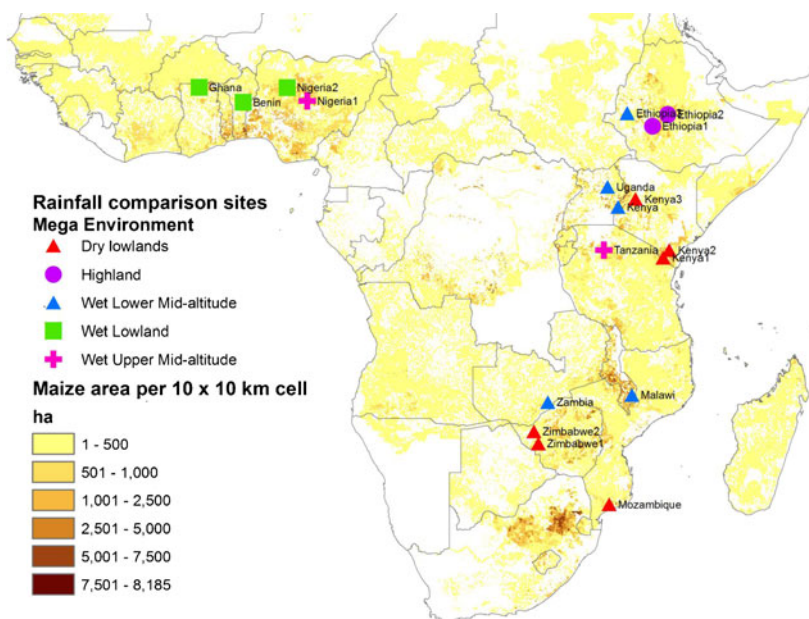 Ghana
Nigeria2
Benin
Nigeria1
Ethiopia3
Ethiopia2
Ethiopia1
Uganda
Kenya3
Kenya
Tanzania
Kenya2
Kenya1
Zambia
Malawi
Zimbabwe2
Zimbabwe1
Mozambique
Rainfall comparison sites
Mega Environment
Dry lowlands
Highland
Wet Lower Mid-altitude
Wet Lowland
Wet Upper Mid-altitude
Maize area per 10 x 10 km cell
ha
1 - 500
501 - 1,000
1,001 - 2,500
2,501 - 5,000
5,001 - 7,500
7,501 - 8,185